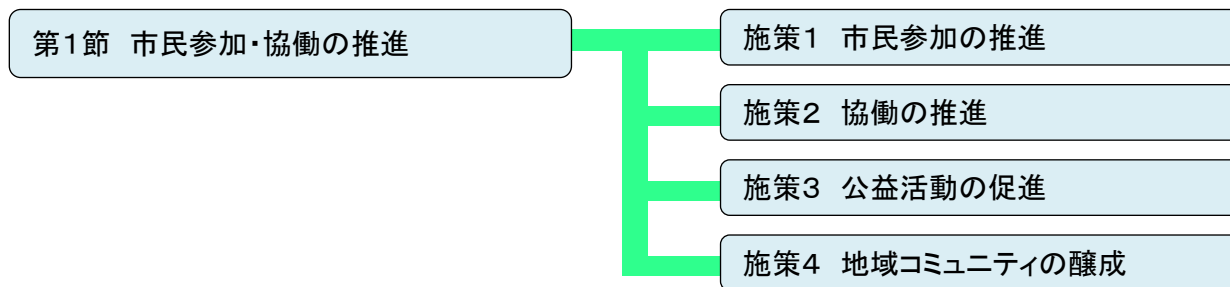 第1節 市民参加・協働の推進
施策1 市民参加の推進
施策2 協働の推進
施策3 公益活動の促進
施策4 地域コミュニティの醸成